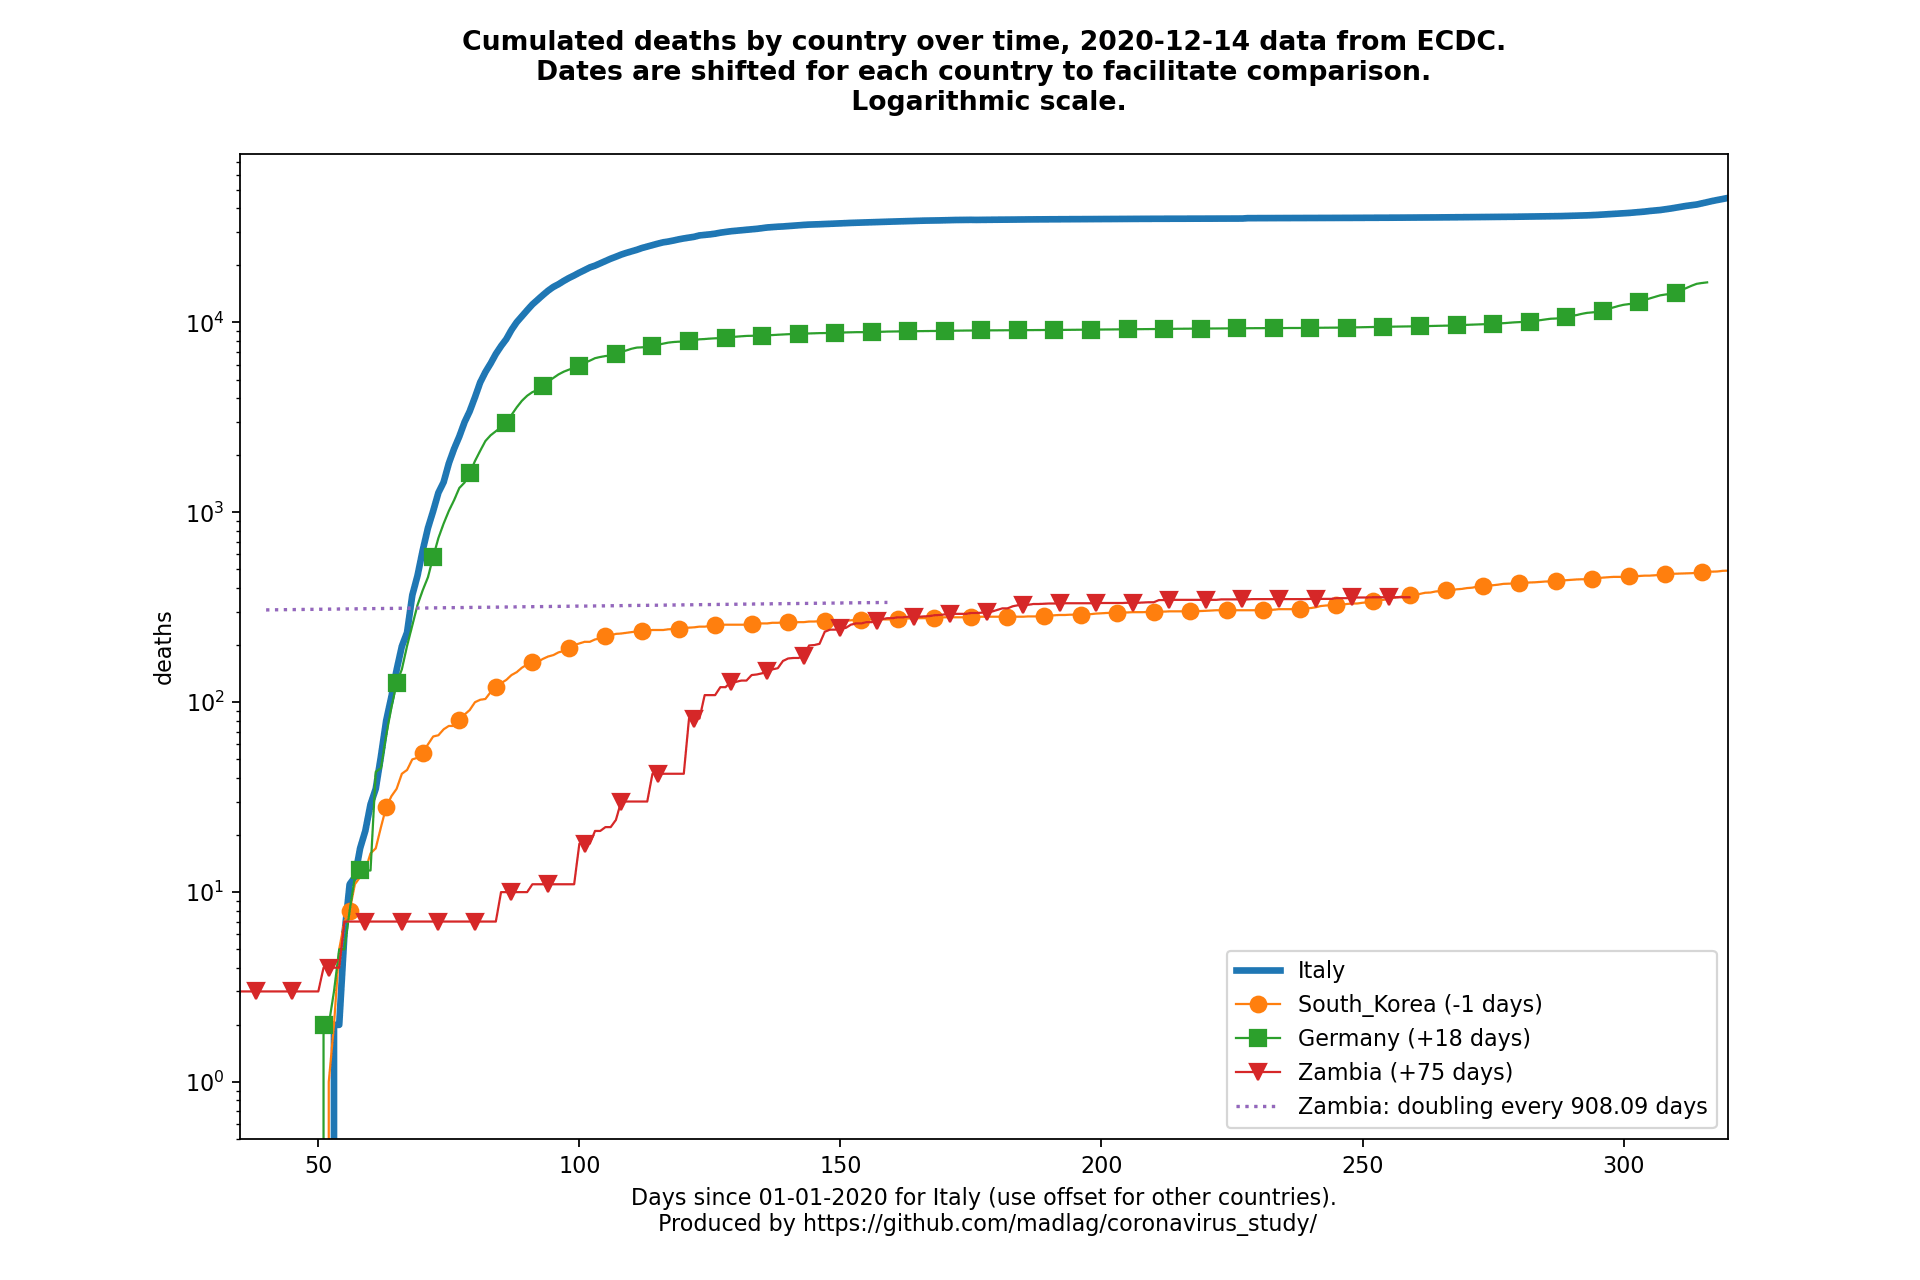 Cumulated deaths by country over time, 2020-12-14 data from ECDC.
Dates are shifted for each country to facilitate comparison.
Logarithmic scale.
deaths
10⁴
10³
10²
10¹
10⁰
50 100 150 200 250 300
Italy
South_Korea (-1 days)
Germany (+18 days)
Zambia (+75 days)
Zambia: doubling every 908.09 days
Days since 01-01-2020 for Italy (use offset for other countries).
Produced by https://github.com/madlag/coronavirus_study/